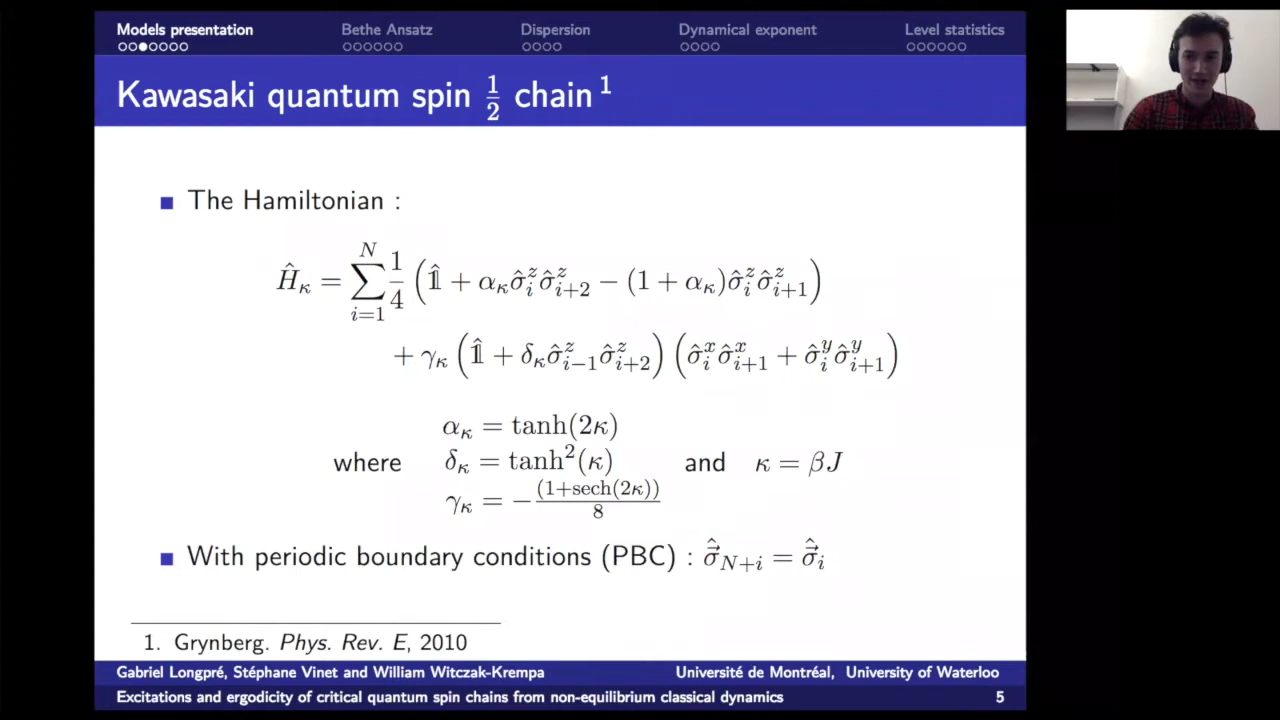 Models presentation Bethe Ansatz Dispersion Dynamical exponent Level statistics
Kawasaki quantum spin 1/2 chain ¹
The Hamiltonian :
Ĥ_κ = ∑_{i=1}^{N} 1/4 (𝟙̂ + α_κ σ̂_i^z σ̂_{i+2}^z − (1 + α_κ) σ̂_i^z σ̂_{i+1}^z)
+ γ_κ (𝟙̂ + δ_κ σ̂_{i−1}^z σ̂_{i+2}^z) (σ̂_i^x σ̂_{i+1}^x + σ̂_i^y σ̂_{i+1}^y)
α_κ = tanh(2κ)
where δ_κ = tanh²(κ) and κ = βJ
γ_κ = −(1+sech(2κ))/8
With periodic boundary conditions (PBC) : σ̂⃗_{N+i} = σ̂⃗_i
1. Grynberg. Phys. Rev. E, 2010
Gabriel Longpré, Stéphane Vinet and William Witczak-Krempa Université de Montréal, University of Waterloo
Excitations and ergodicity of critical quantum spin chains from non-equilibrium classical dynamics 5